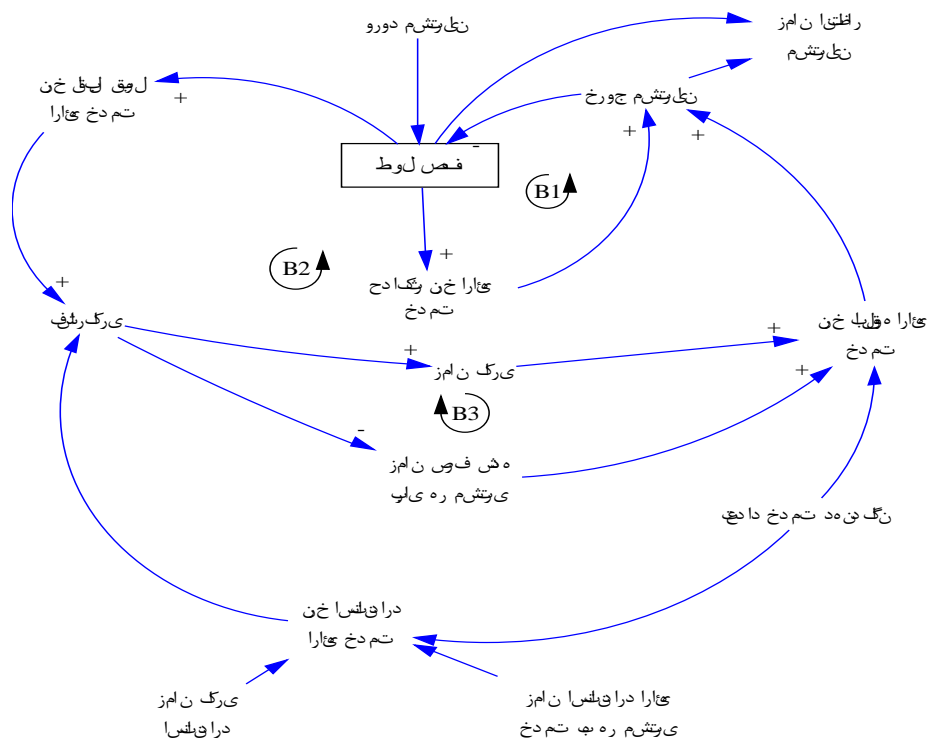 ورود مشتریان
زمان انتظار
مشتریان
نرخ قابل قبول
ارائه خدمت
+
خروج مشتریان
+
+
-
طول صف
B1
B2
+
حداکثر نرخ ارائه
خدمت
+
فشار کاری
+
زمان کاری
+
نرخ بالقوه ارائه
خدمت
+
B3
-
زمان صرف شده
برای هر مشتری
تعداد خدمت دهندگان
نرخ استاندارد
ارائه خدمت
زمان کاری
استاندارد
زمان استاندارد ارائه
خدمت به هر مشتری